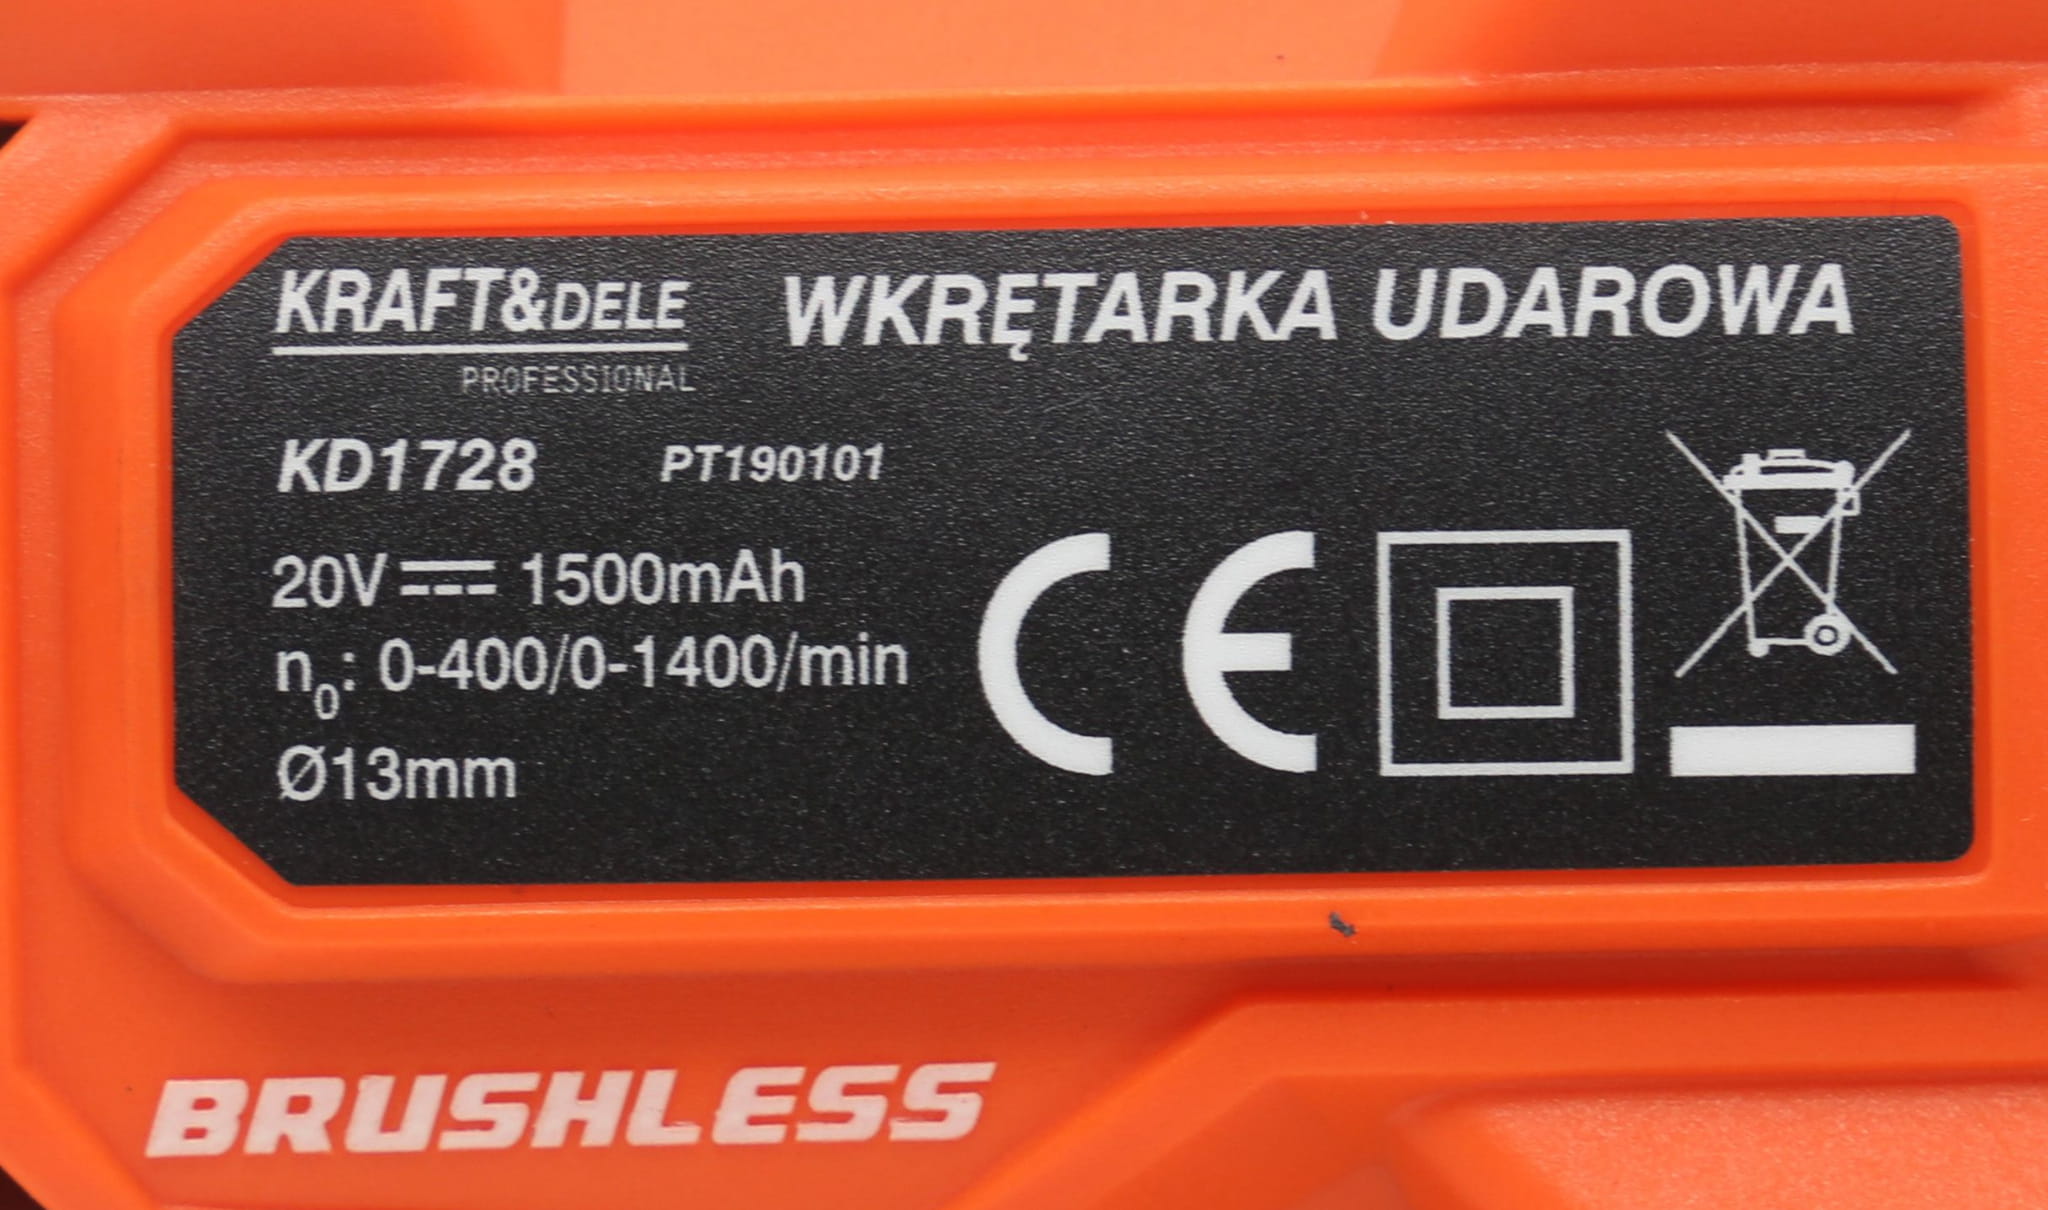 KRAFT&DELE
PROFESSIONAL
WKRĘTARKA UDAROWA
KD1728 PT190101
20V⎓1500mAh
n₀: 0-400/0-1400/min
Ø13mm
CE
BRUSHLESS